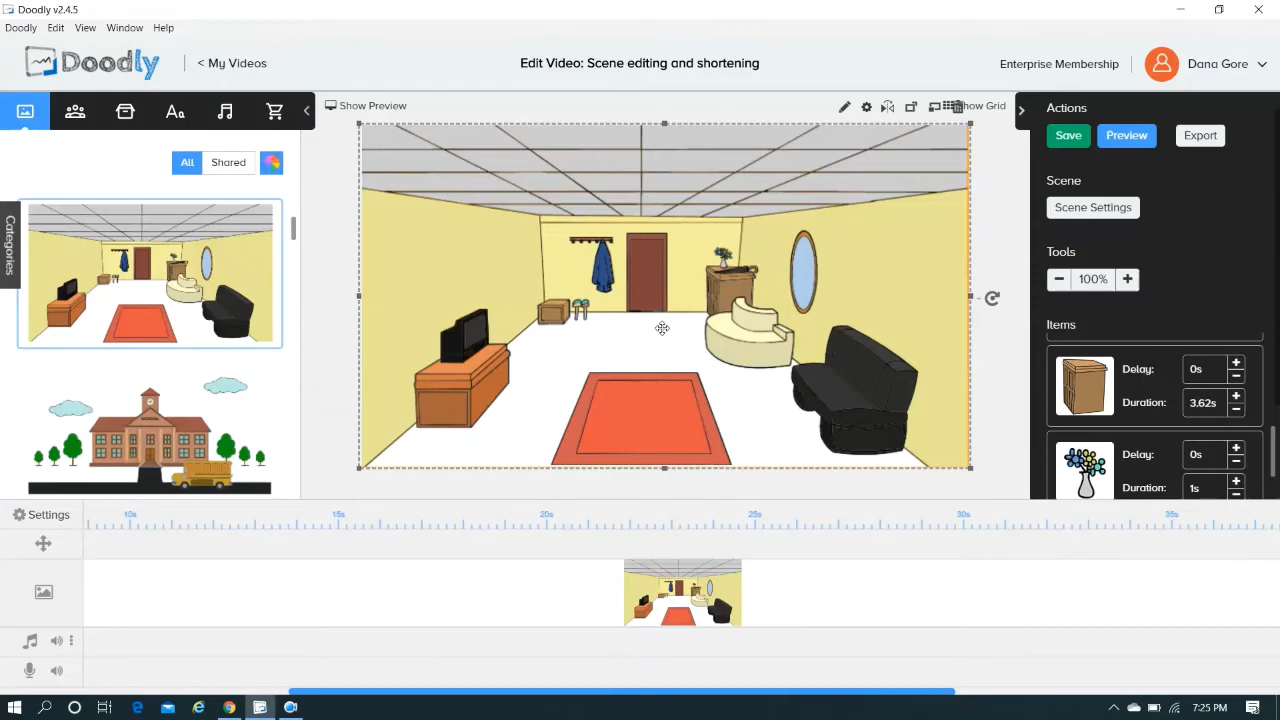 Doodly v2.4.5
Doodly Edit View Window Help
Doodly
< My Videos
Edit Video: Scene editing and shortening
Enterprise Membership
Dana Gore
Aa
Show Preview
how Grid
Actions
Save Preview Export
All Shared
Categories
Scene
Scene Settings
Tools
100%
Items
Delay: 0s
Duration: 3.62s
Delay: 0s
Duration: 1s
SCHOOL
Settings
10s 15s 20s 25s 30s 35s
7:25 PM